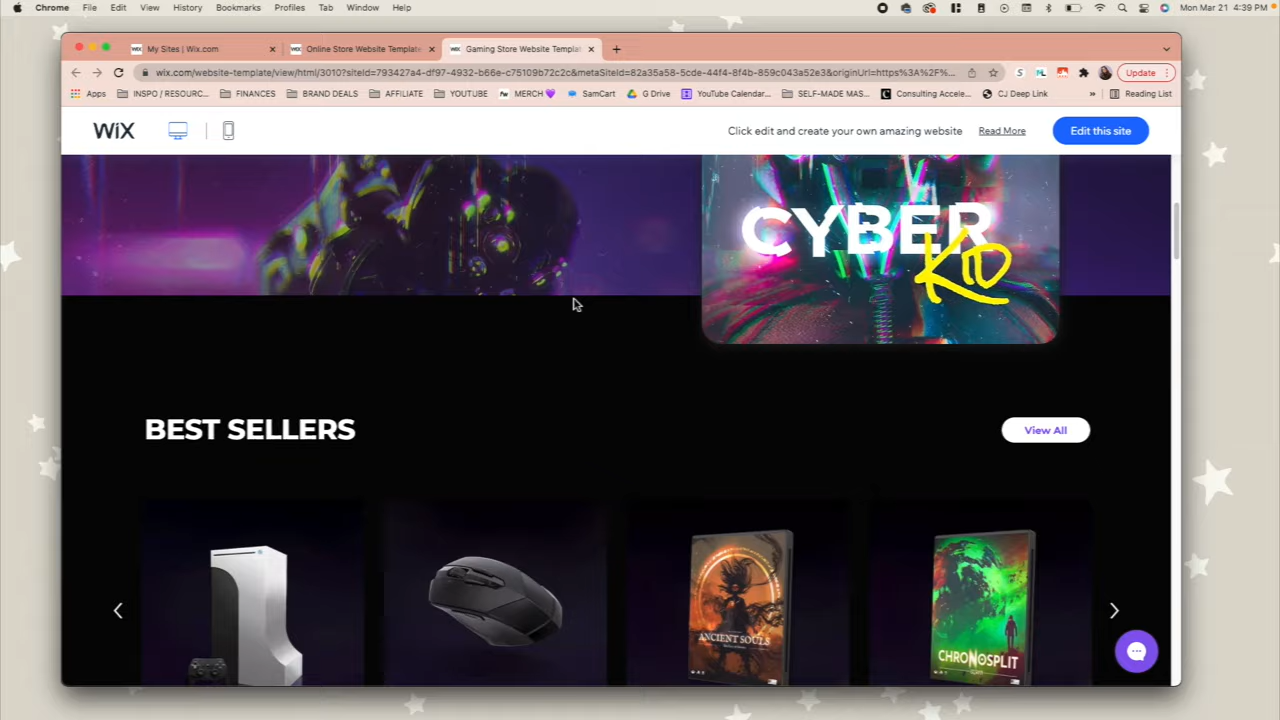 Chrome File Edit View History Bookmarks Profiles Tab Window Help Mon Mar 21 4:39 PM
WiX My Sites | Wix.com WiX Online Store Website Template WiX Gaming Store Website Templat
wix.com/website-template/view/html/3010?siteId=793427a4-df97-4932-b66e-c75109b72c2c&metaSiteId=82a35a58-5cde-44f4-8f4b-859c043a52e3&originUrl=https%3A%2F%... Update
Apps INSPO / RESOURC... FINANCES BRAND DEALS AFFILIATE YOUTUBE MERCH SamCart G Drive YouTube Calendar... SELF-MADE MAS... Consulting Accele... CJ Deep Link » Reading List
WiX Click edit and create your own amazing website Read More Edit this site
CYBER
KID
BEST SELLERS View All
ANCIENT SOULS
CHRONOSPLIT